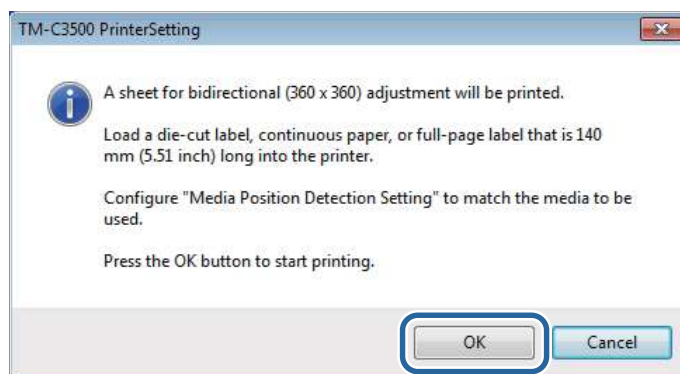 TM-C3500 PrinterSetting
A sheet for bidirectional (360 x 360) adjustment will be printed.
Load a die-cut label, continuous paper, or full-page label that is 140
mm (5.51 inch) long into the printer.
Configure "Media Position Detection Setting" to match the media to be
used.
Press the OK button to start printing.
OK
Cancel